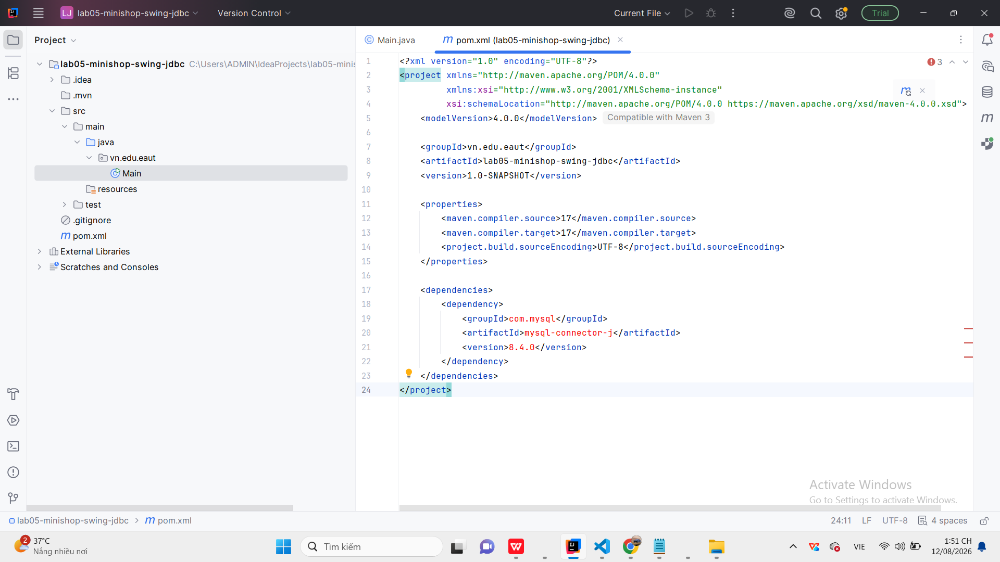 LJ lab05-minishop-swing-jdbc
Version Control
Current File
Trial
Project
lab05-minishop-swing-jdbc C:\Users\ADMIN\IdeaProjects\lab05-minis
.idea
.mvn
src
main
java
vn.edu.eaut
Main
resources
test
.gitignore
pom.xml
External Libraries
Scratches and Consoles
Main.java
pom.xml (lab05-minishop-swing-jdbc)
3
1 <?xml version="1.0" encoding="UTF-8"?>
2 <project xmlns="http://maven.apache.org/POM/4.0.0"
3 xmlns:xsi="http://www.w3.org/2001/XMLSchema-instance"
4 xsi:schemaLocation="http://maven.apache.org/POM/4.0.0 https://maven.apache.org/xsd/maven-4.0.0.xsd">
5 <modelVersion>4.0.0</modelVersion> Compatible with Maven 3
6
7 <groupId>vn.edu.eaut</groupId>
8 <artifactId>lab05-minishop-swing-jdbc</artifactId>
9 <version>1.0-SNAPSHOT</version>
10
11 <properties>
12 <maven.compiler.source>17</maven.compiler.source>
13 <maven.compiler.target>17</maven.compiler.target>
14 <project.build.sourceEncoding>UTF-8</project.build.sourceEncoding>
15 </properties>
16
17 <dependencies>
18 <dependency>
19 <groupId>com.mysql</groupId>
20 <artifactId>mysql-connector-j</artifactId>
21 <version>8.4.0</version>
22 </dependency>
23 </dependencies>
24 </project>
Activate Windows
Go to Settings to activate Windows.
lab05-minishop-swing-jdbc > pom.xml
24:11 LF UTF-8 4 spaces
2
37°C
Nắng nhiều nơi
Tìm kiếm
VIE
1:51 CH
12/08/2026